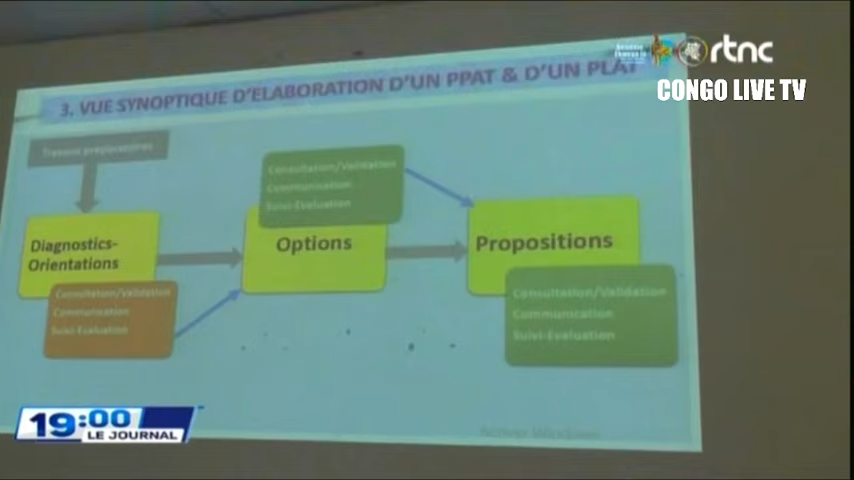 rtnc
CONGO LIVE TV
3. VUE SYNOPTIQUE D'ELABORATION D'UN PPAT & D'UN PLAT
Travaux préparatoires
Consultation/Validation
Communication
Suivi-Evaluation
Diagnostics-
Orientations
Options
Propositions
Consultation/Validation
Communication
Suivi-Evaluation
Consultation/Validation
Communication
Suivi-Evaluation
19:00
LE JOURNAL